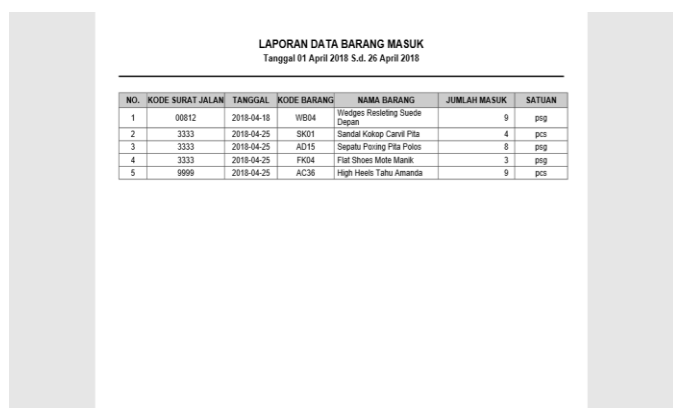 LAPORAN DATA BARANG MASUK
Tanggal 01 April 2018 S.d. 26 April 2018
NO. KODE SURAT JALAN TANGGAL KODE BARANG NAMA BARANG JUMLAH MASUK SATUAN
1 00812 2018-04-18 WB04 Wedges Resleting Suede Depan 9 psg
2 3333 2018-04-25 SK01 Sandal Kokop Carvil Pita 4 pcs
3 3333 2018-04-25 AD15 Sepatu Poxing Pita Polos 8 psg
4 3333 2018-04-25 FK04 Flat Shoes Mote Manik 3 psg
5 9999 2018-04-25 AC36 High Heels Tahu Amanda 9 pcs